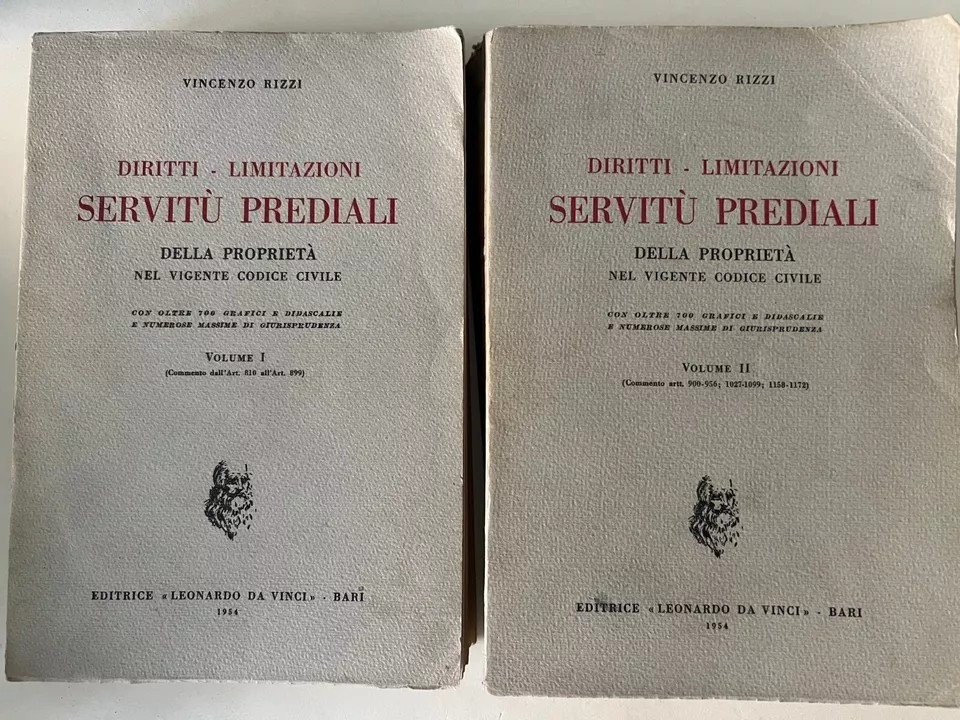 VINCENZO RIZZI
DIRITTI - LIMITAZIONI
SERVITÙ PREDIALI
DELLA PROPRIETÀ
NEL VIGENTE CODICE CIVILE
CON OLTRE 700 GRAFICI E DIDASCALIE
E NUMEROSE MASSIME DI GIURISPRUDENZA
VOLUME I
(Commento dall'Art. 810 all'Art. 899)
EDITRICE «LEONARDO DA VINCI» - BARI
1954
VINCENZO RIZZI
DIRITTI - LIMITAZIONI
SERVITÙ PREDIALI
DELLA PROPRIETÀ
NEL VIGENTE CODICE CIVILE
CON OLTRE 700 GRAFICI E DIDASCALIE
E NUMEROSE MASSIME DI GIURISPRUDENZA
VOLUME II
(Commento artt. 900-956; 1027-1099; 1158-1172)
EDITRICE «LEONARDO DA VINCI» - BARI
1954